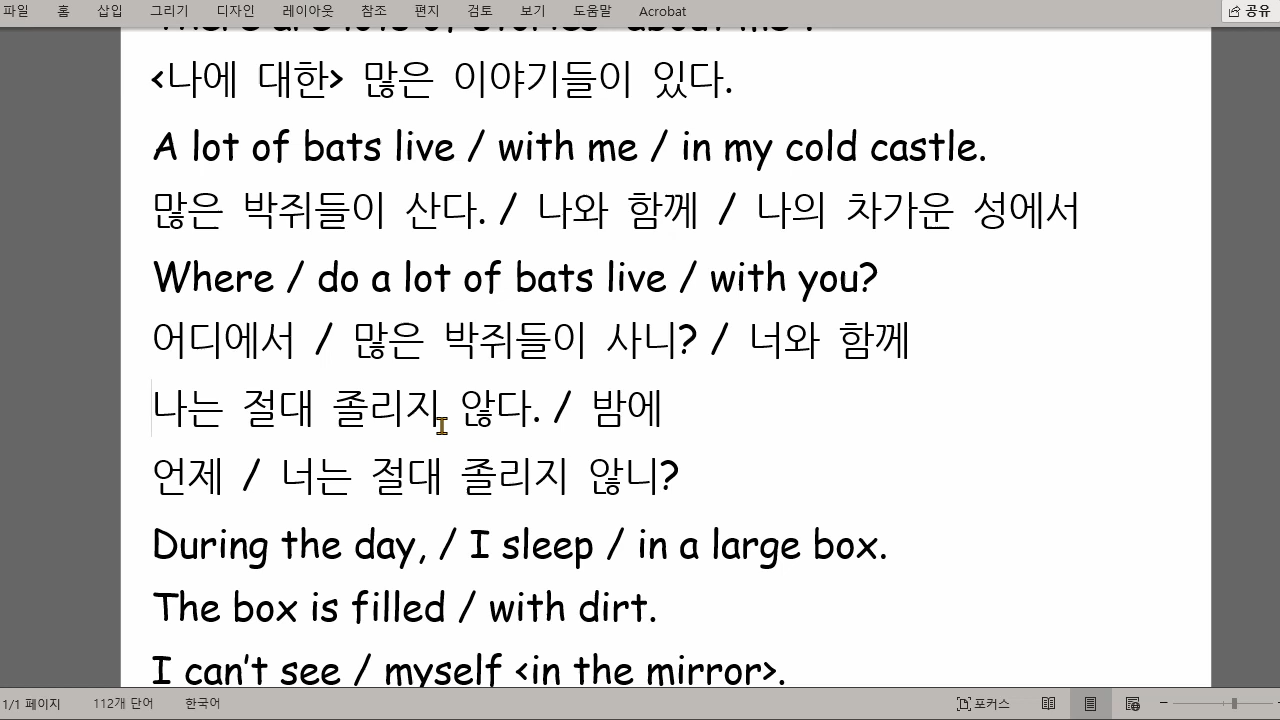 파일 홈 삽입 그리기 디자인 레이아웃 참조 편지 검토 보기 도움말 Acrobat 공유
There are lots of stories about me.
<나에 대한> 많은 이야기들이 있다.
A lot of bats live / with me / in my cold castle.
많은 박쥐들이 산다. / 나와 함께 / 나의 차가운 성에서
Where / do a lot of bats live / with you?
어디에서 / 많은 박쥐들이 사니? / 너와 함께
나는 절대 졸리지 않다. / 밤에
언제 / 너는 절대 졸리지 않니?
During the day, / I sleep / in a large box.
The box is filled / with dirt.
I can't see / myself <in the mirror>.
1/1 페이지 112개 단어 한국어 포커스